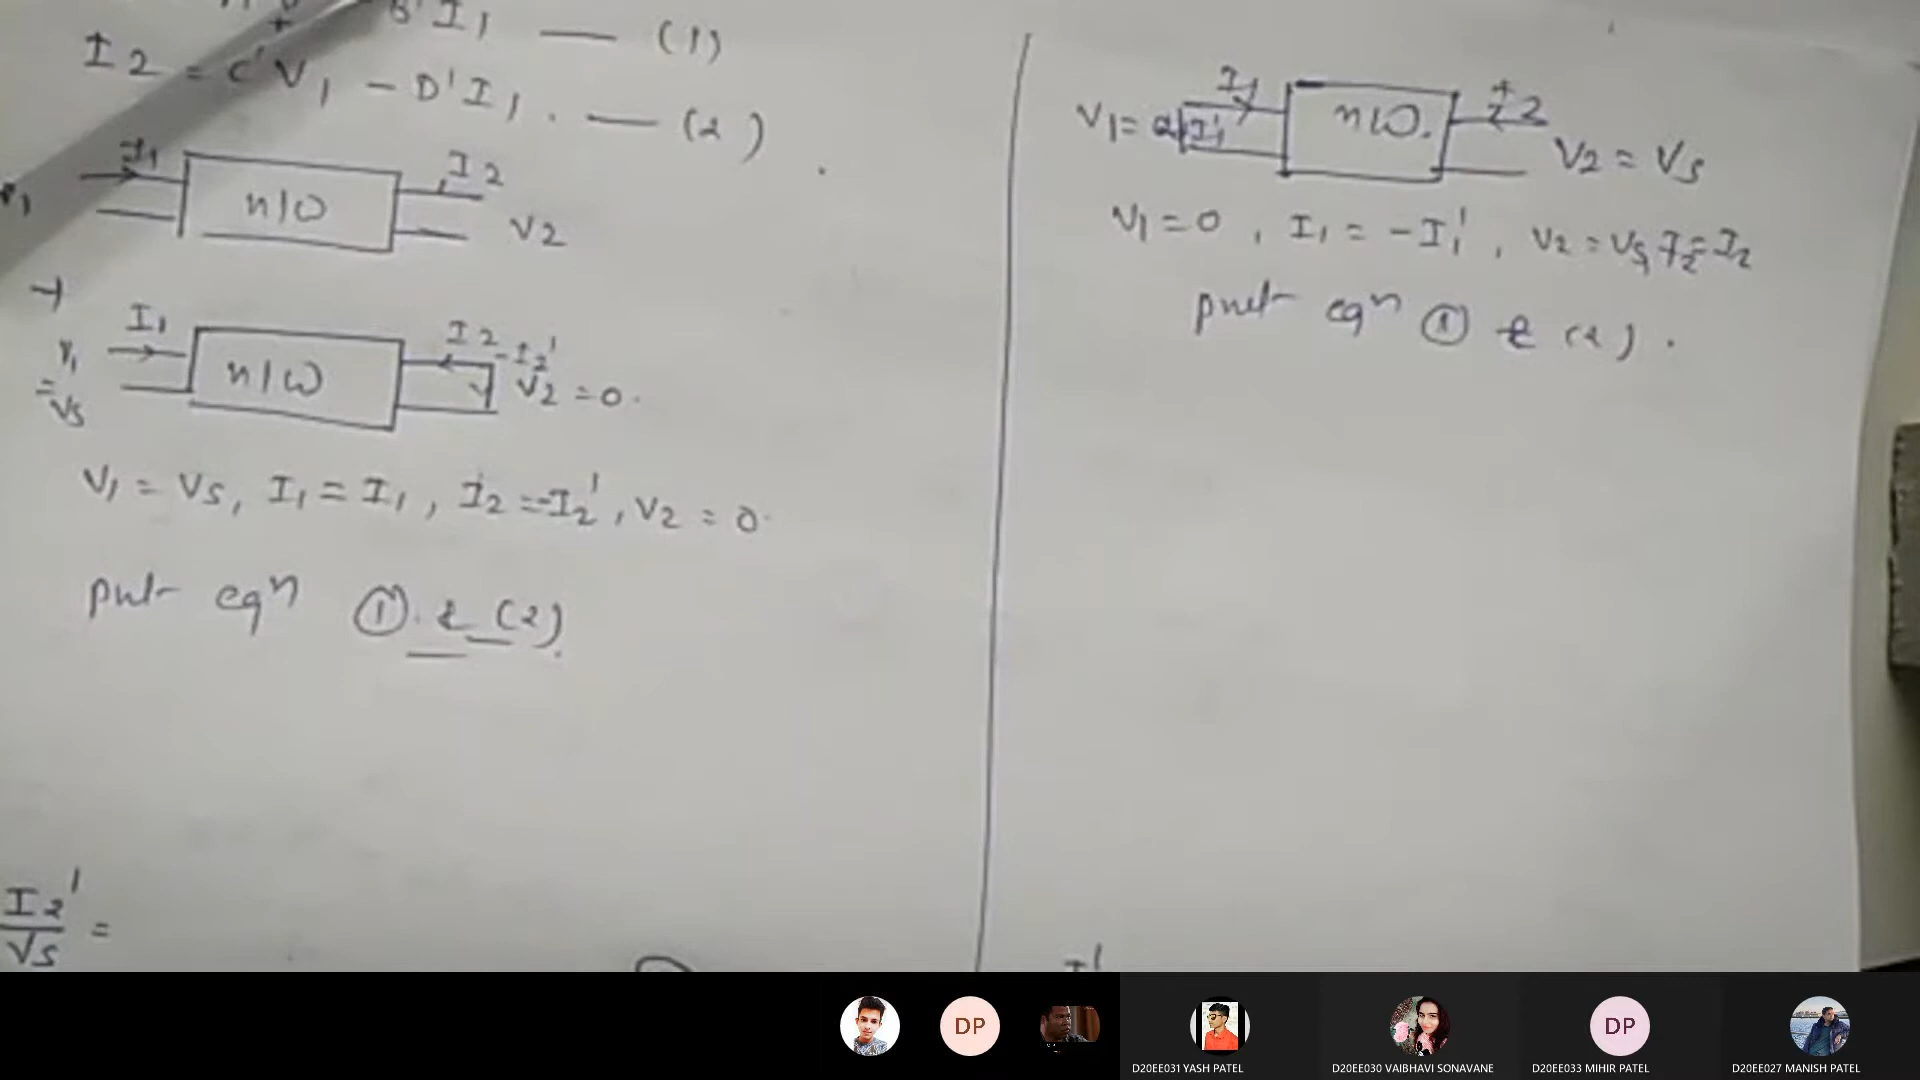 B' I1 — (1)
I2 = C' V1 - D' I1. — (2)
I1
n/w
I2
V2
I1
V1
= Vs
n/w
I2
-I2'
V2 = 0.
V1 = Vs, I1 = I1, I2 = -I2', V2 = 0.
put eqn ① & (2).
I2'
Vs =
I1
V1 =
I1'
n/w.
V2 = Vs
V1 = 0, I1 = -I1', V2 = Vs, I2 = I2
put eqn ① & (2).
DP
D20EE031 YASH PATEL
D20EE030 VAIBHAVI SONAVANE
DP
D20EE033 MIHIR PATEL
D20EE027 MANISH PATEL